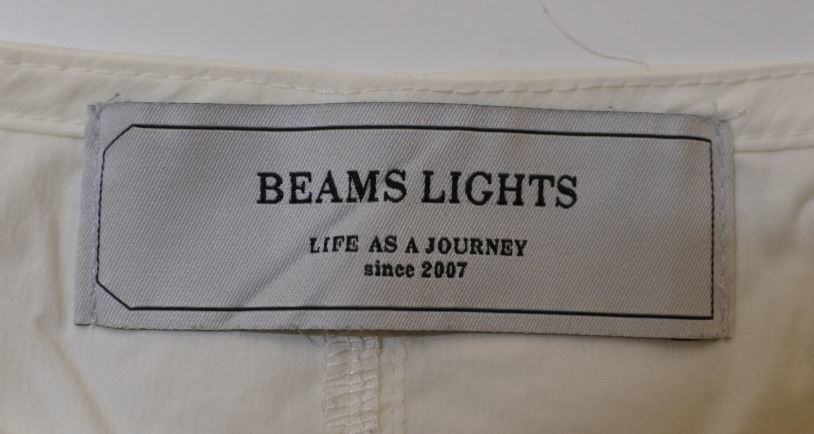 BEAMS LIGHTS
LIFE AS A JOURNEY
since 2007